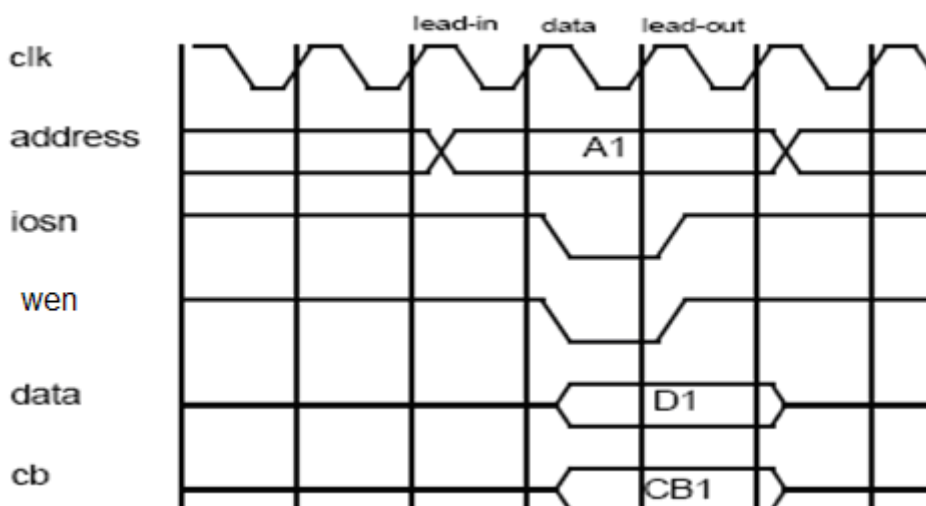 lead-in data lead-out
clk
address A1
iosn
wen
data D1
cb CB1